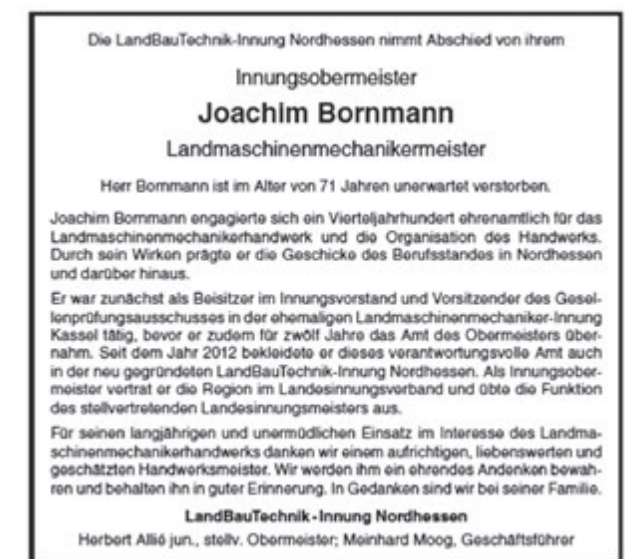 Die LandBauTechnik-Innung Nordhessen nimmt Abschied von ihrem
Innungsobermeister
Joachim Bornmann
Landmaschinenmechanikermeister
Herr Bornmann ist im Alter von 71 Jahren unerwartet verstorben.
Joachim Bornmann engagierte sich ein Vierteljahrhundert ehrenamtlich für das
Landmaschinenmechanikerhandwerk und die Organisation des Handwerks.
Durch sein Wirken prägte er die Geschicke des Berufsstandes in Nordhessen
und darüber hinaus.
Er war zunächst als Beisitzer im Innungsvorstand und Vorsitzender des Gesel-
lenprüfungsausschusses in der ehemaligen Landmaschinenmechaniker-Innung
Kassel tätig, bevor er zudem für zwölf Jahre das Amt des Obermeisters über-
nahm. Seit dem Jahr 2012 bekleidete er dieses verantwortungsvolle Amt auch
in der neu gegründeten LandBauTechnik-Innung Nordhessen. Als Innungsober-
meister vertrat er die Region im Landesinnungsverband und übte die Funktion
des stellvertretenden Landesinnungsmeisters aus.
Für seinen langjährigen und unermüdlichen Einsatz im Interesse des Landma-
schinenmechanikerhandwerks danken wir einem aufrichtigen, liebenswerten und
geschätzten Handwerksmeister. Wir werden ihm ein ehrendes Andenken bewah-
ren und behalten ihn in guter Erinnerung. In Gedanken sind wir bei seiner Familie.
LandBauTechnik-Innung Nordhessen
Herbert Allié jun., stellv. Obermeister; Meinhard Moog, Geschäftsführer